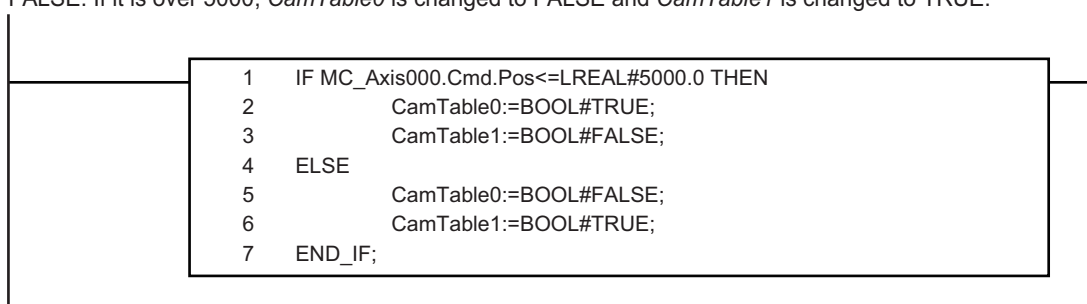 FALSE. If it is over 5000, CamTable0 is changed to FALSE and CamTable1 is changed to TRUE.
1 IF MC_Axis000.Cmd.Pos<=LREAL#5000.0 THEN
2 CamTable0:=BOOL#TRUE;
3 CamTable1:=BOOL#FALSE;
4 ELSE
5 CamTable0:=BOOL#FALSE;
6 CamTable1:=BOOL#TRUE;
7 END_IF;